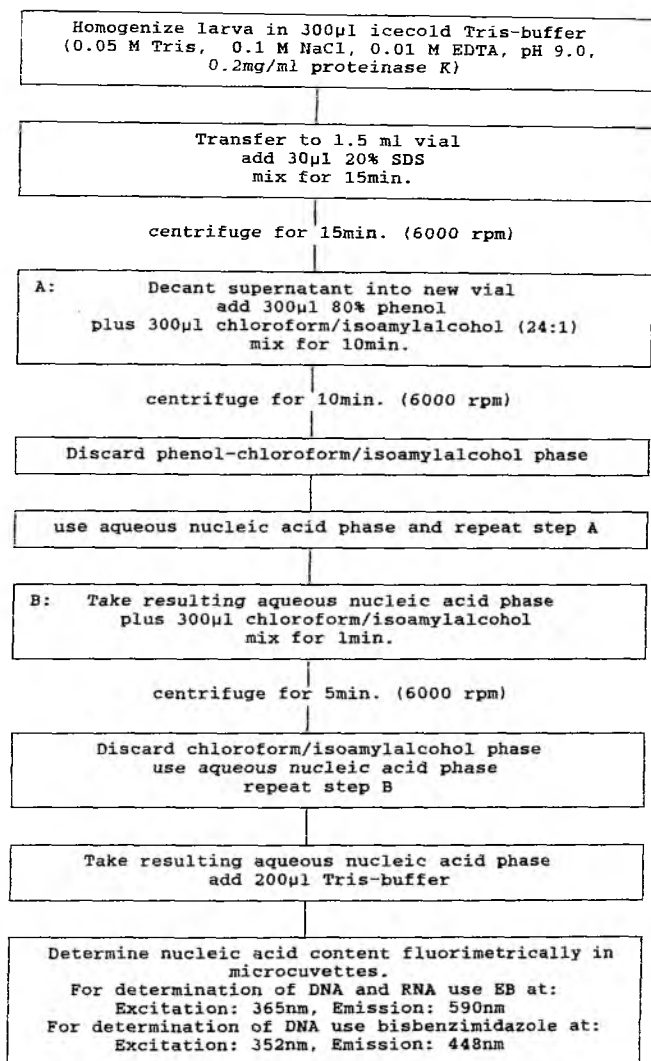 Homogenize larva in 300µl icecold Tris-buffer
(0.05 M Tris, 0.1 M NaCl, 0.01 M EDTA, pH 9.0,
0.2mg/ml proteinase K)
Transfer to 1.5 ml vial
add 30µl 20% SDS
mix for 15min.
centrifuge for 15min. (6000 rpm)
A: Decant supernatant into new vial
add 300µl 80% phenol
plus 300µl chloroform/isoamylalcohol (24:1)
mix for 10min.
centrifuge for 10min. (6000 rpm)
Discard phenol-chloroform/isoamylalcohol phase
use aqueous nucleic acid phase and repeat step A
B: Take resulting aqueous nucleic acid phase
plus 300µl chloroform/isoamylalcohol
mix for 1min.
centrifuge for 5min. (6000 rpm)
Discard chloroform/isoamylalcohol phase
use aqueous nucleic acid phase
repeat step B
Take resulting aqueous nucleic acid phase
add 200µl Tris-buffer
Determine nucleic acid content fluorimetrically in
microcuvettes.
For determination of DNA and RNA use EB at:
Excitation: 365nm, Emission: 590nm
For determination of DNA use bisbenzimidazole at:
Excitation: 352nm, Emission: 448nm